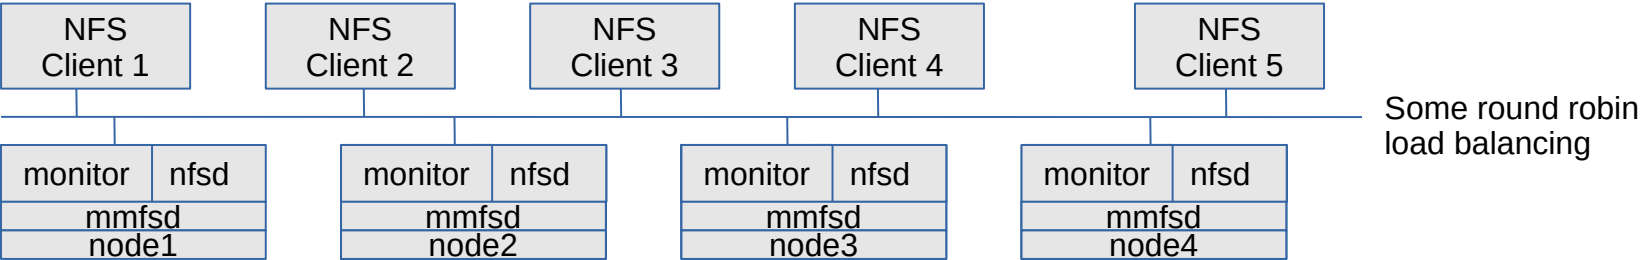 NFS
Client 1
NFS
Client 2
NFS
Client 3
NFS
Client 4
NFS
Client 5
Some round robin
load balancing
monitor nfsd
mmfsd
node1
monitor nfsd
mmfsd
node2
monitor nfsd
mmfsd
node3
monitor nfsd
mmfsd
node4